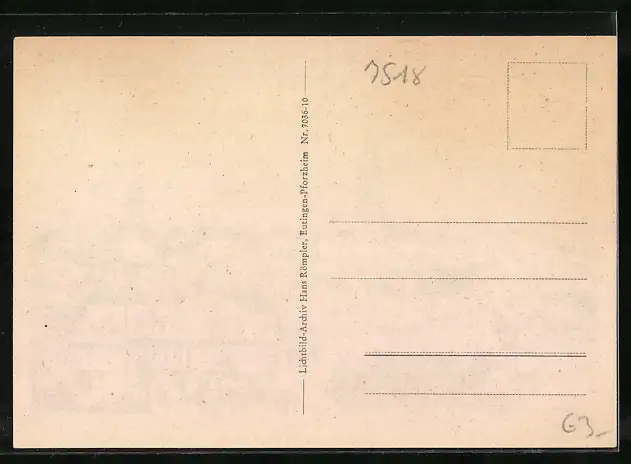 7518
Lichtbild-Archiv Hans Römpler, Eutingen-Pforzheim Nr. 7036-10
63.-